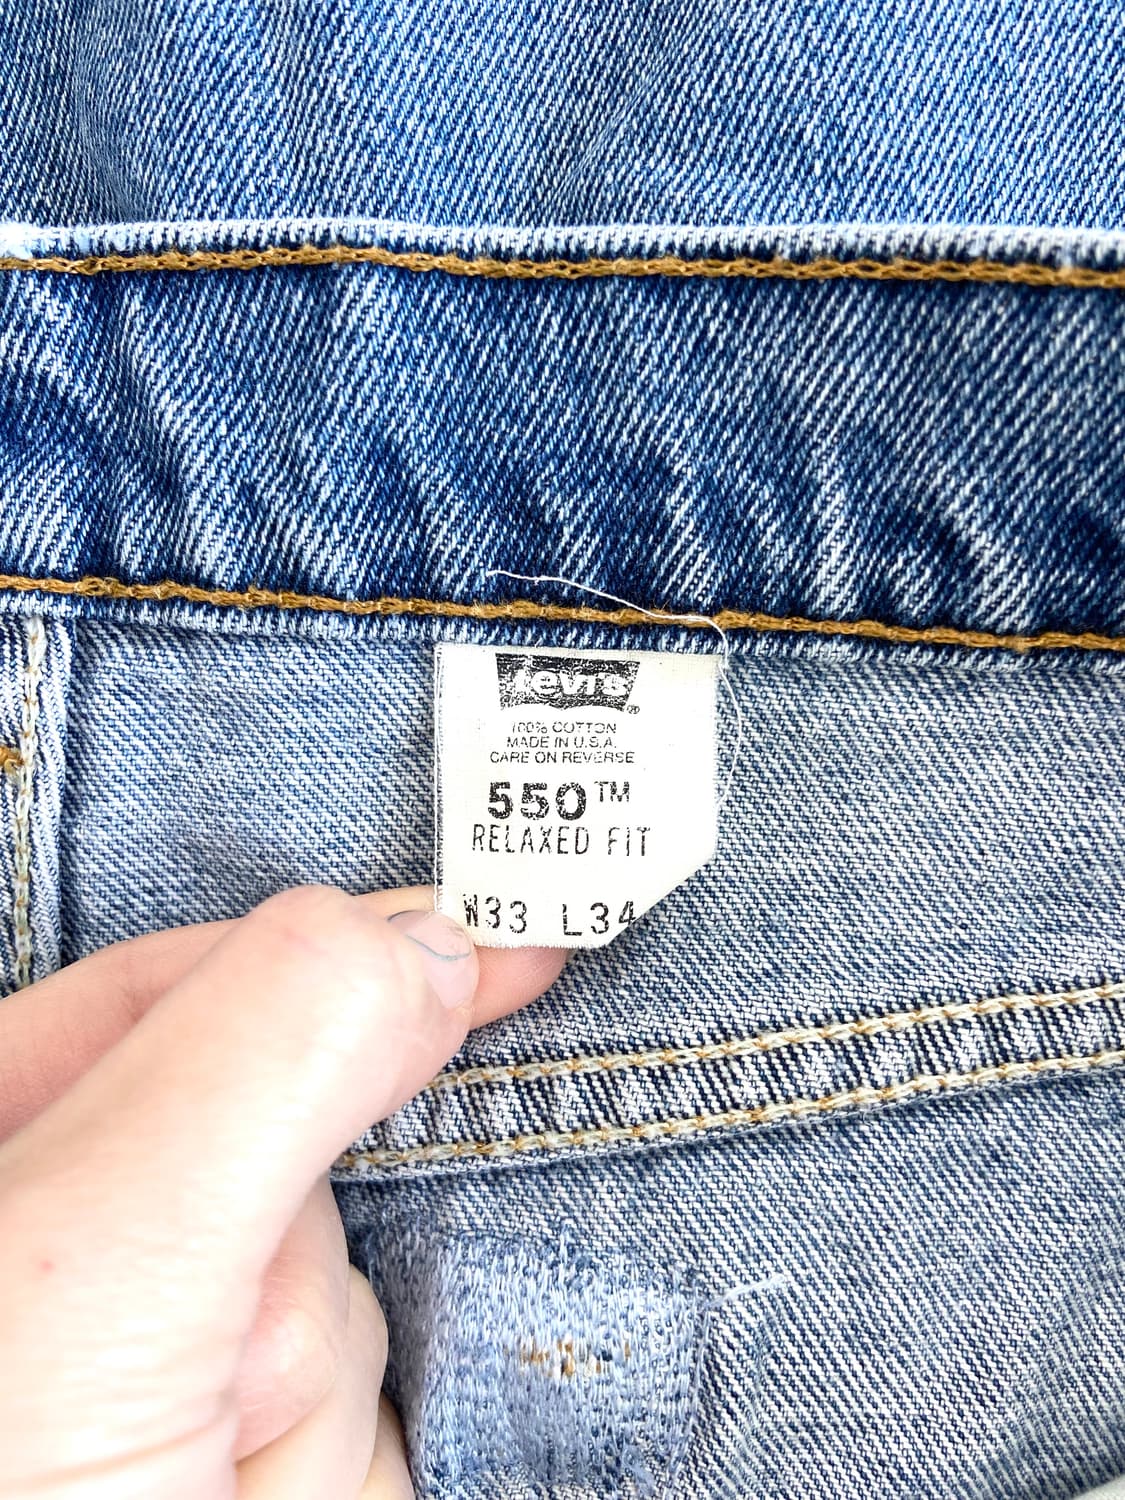 Levi's®
100% COTTON
MADE IN U.S.A.
CARE ON REVERSE
550™
RELAXED FIT
W33 L34